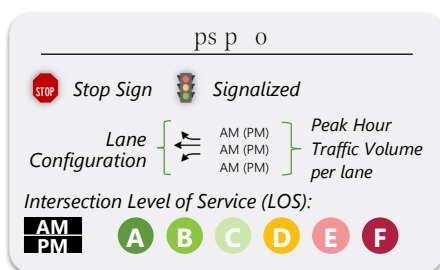 ps p o
STOP Stop Sign Signalized
Lane Configuration AM (PM) Peak Hour
AM (PM) Traffic Volume
AM (PM) per lane
Intersection Level of Service (LOS):
AM
PM
A B C D E F